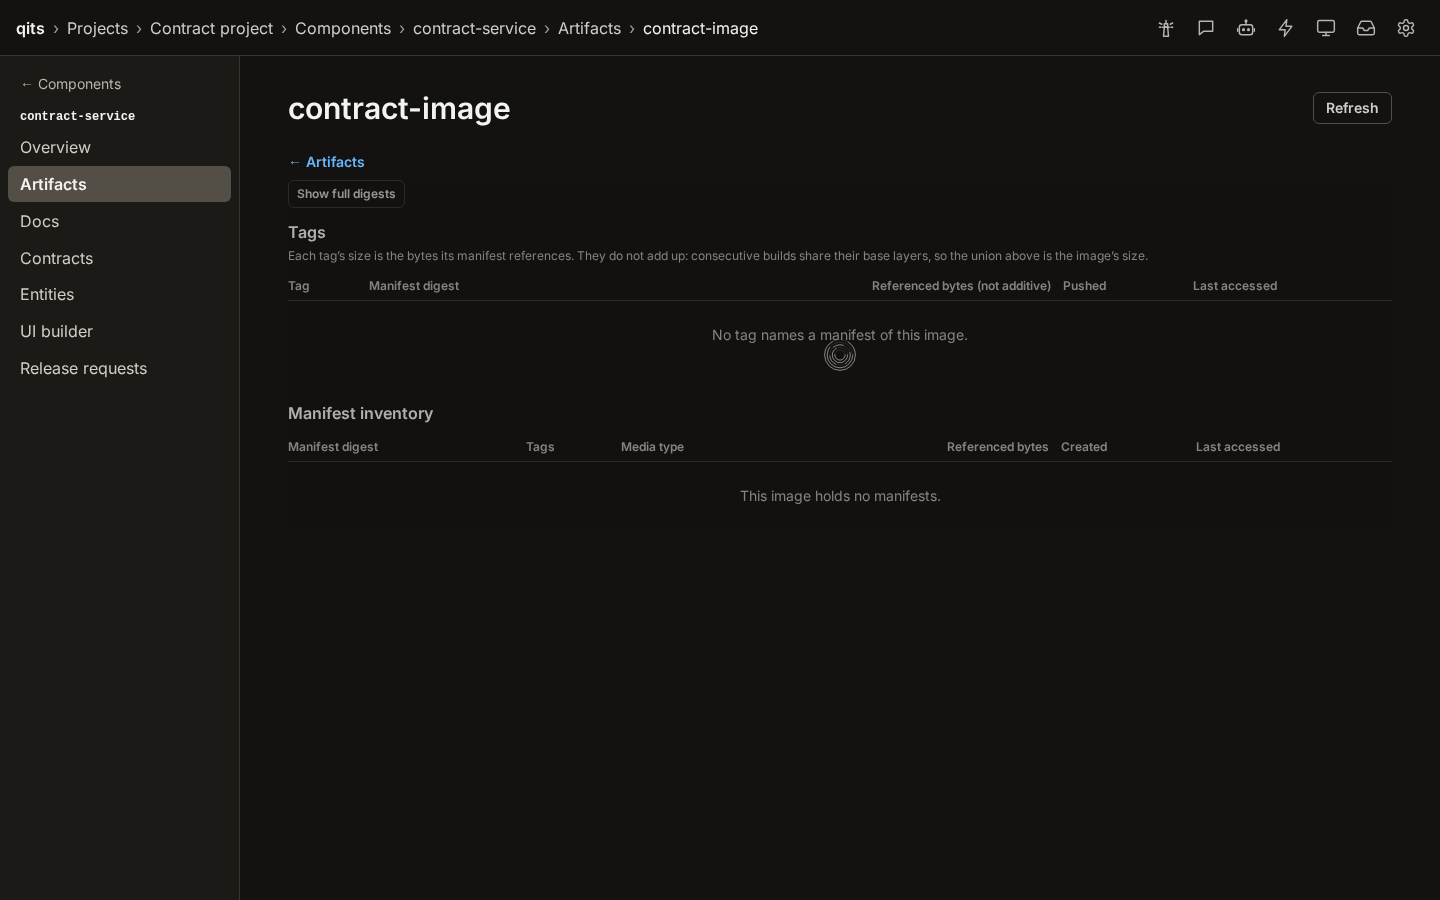 qits › Projects › Contract project › Components › contract-service › Artifacts › contract-image
← Components
contract-service
Overview
Artifacts
Docs
Contracts
Entities
UI builder
Release requests
contract-image
Refresh
← Artifacts
Show full digests
Tags
Each tag’s size is the bytes its manifest references. They do not add up: consecutive builds share their base layers, so the union above is the image’s size.
Tag Manifest digest Referenced bytes (not additive) Pushed Last accessed
No tag names a manifest of this image.
Manifest inventory
Manifest digest Tags Media type Referenced bytes Created Last accessed
This image holds no manifests.